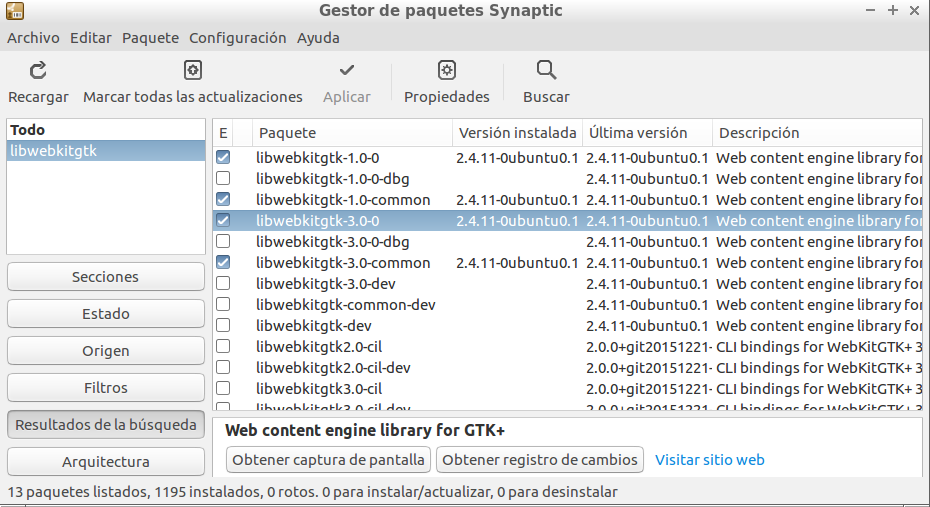 Gestor de paquetes Synaptic
Archivo Editar Paquete Configuración Ayuda
Recargar Marcar todas las actualizaciones Aplicar Propiedades Buscar
Todo
libwebkitgtk
Secciones
Estado
Origen
Filtros
Resultados de la búsqueda
Arquitectura
E Paquete Versión instalada Última versión Descripción
libwebkitgtk-1.0-0 2.4.11-0ubuntu0.1 2.4.11-0ubuntu0.1 Web content engine library for
libwebkitgtk-1.0-0-dbg 2.4.11-0ubuntu0.1 Web content engine library for
libwebkitgtk-1.0-common 2.4.11-0ubuntu0.1 2.4.11-0ubuntu0.1 Web content engine library for
libwebkitgtk-3.0-0 2.4.11-0ubuntu0.1 2.4.11-0ubuntu0.1 Web content engine library for
libwebkitgtk-3.0-0-dbg 2.4.11-0ubuntu0.1 Web content engine library for
libwebkitgtk-3.0-common 2.4.11-0ubuntu0.1 2.4.11-0ubuntu0.1 Web content engine library for
libwebkitgtk-3.0-dev 2.4.11-0ubuntu0.1 Web content engine library for
libwebkitgtk-common-dev 2.4.11-0ubuntu0.1 Web content engine library for
libwebkitgtk-dev 2.4.11-0ubuntu0.1 Web content engine library for
libwebkitgtk2.0-cil 2.0.0+git20151221- CLI bindings for WebKitGTK+ 3
libwebkitgtk2.0-cil-dev 2.0.0+git20151221- CLI bindings for WebKitGTK+ 3
libwebkitgtk3.0-cil 2.0.0+git20151221- CLI bindings for WebKitGTK+ 3
libwebkitgtk3.0-cil-dev 2.0.0+git20151221- CLI bindings for WebKitGTK+ 3
Web content engine library for GTK+
Obtener captura de pantalla Obtener registro de cambios Visitar sitio web
13 paquetes listados, 1195 instalados, 0 rotos. 0 para instalar/actualizar, 0 para desinstalar